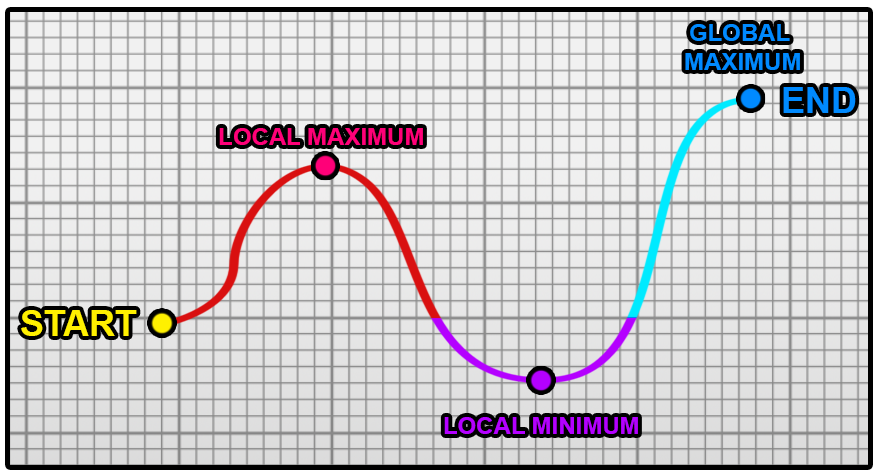 GLOBAL
MAXIMUM
END
LOCAL MAXIMUM
START
LOCAL MINIMUM